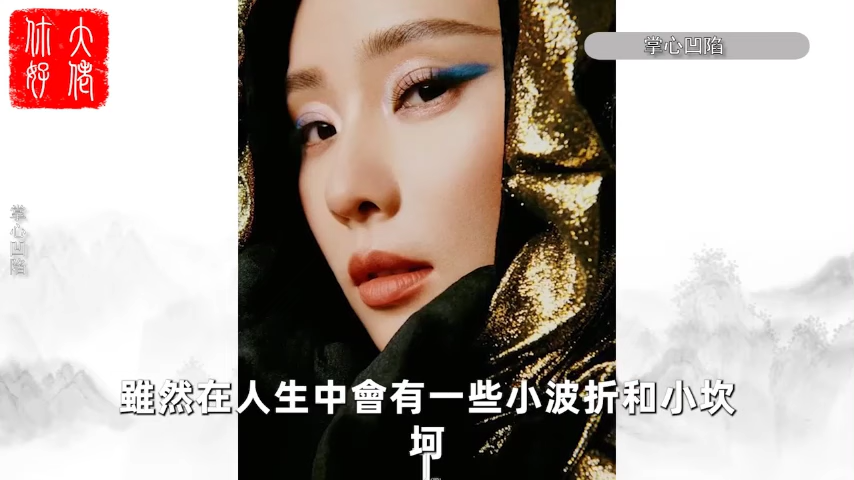 大佬
休好
掌心凹陷
掌心凹陷
雖然在人生中會有一些小波折和小坎
坷